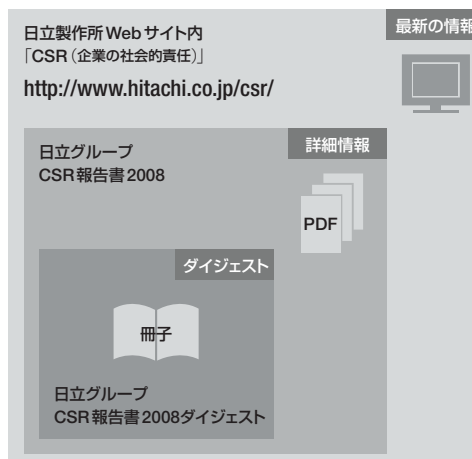 日立製作所Webサイト内
「CSR（企業の社会的責任）」
http://www.hitachi.co.jp/csr/
最新の情報
日立グループ
CSR報告書2008
詳細情報
PDF
ダイジェスト
冊子
日立グループ
CSR報告書2008ダイジェスト